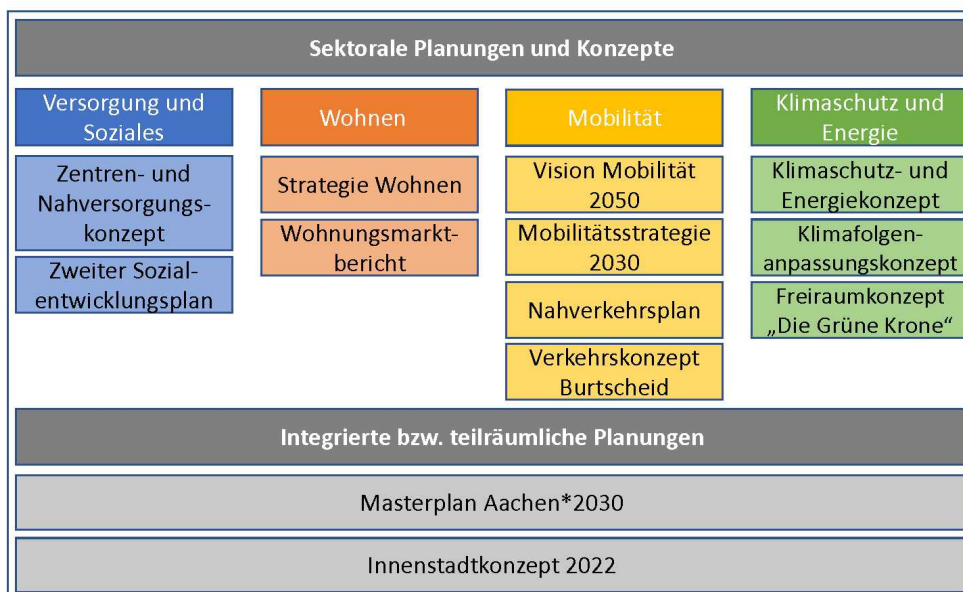 Sektorale Planungen und Konzepte
Versorgung und
Soziales
Zentren- und
Nahversorgungs-
konzept
Zweiter Sozial-
entwicklungsplan
Wohnen
Strategie Wohnen
Wohnungsmarkt-
bericht
Mobilität
Vision Mobilität
2050
Mobilitätsstrategie
2030
Nahverkehrsplan
Verkehrskonzept
Burtscheid
Klimaschutz und
Energie
Klimaschutz- und
Energiekonzept
Klimafolgen-
anpassungskonzept
Freiraumkonzept
„Die Grüne Krone“
Integrierte bzw. teilräumliche Planungen
Masterplan Aachen*2030
Innenstadtkonzept 2022